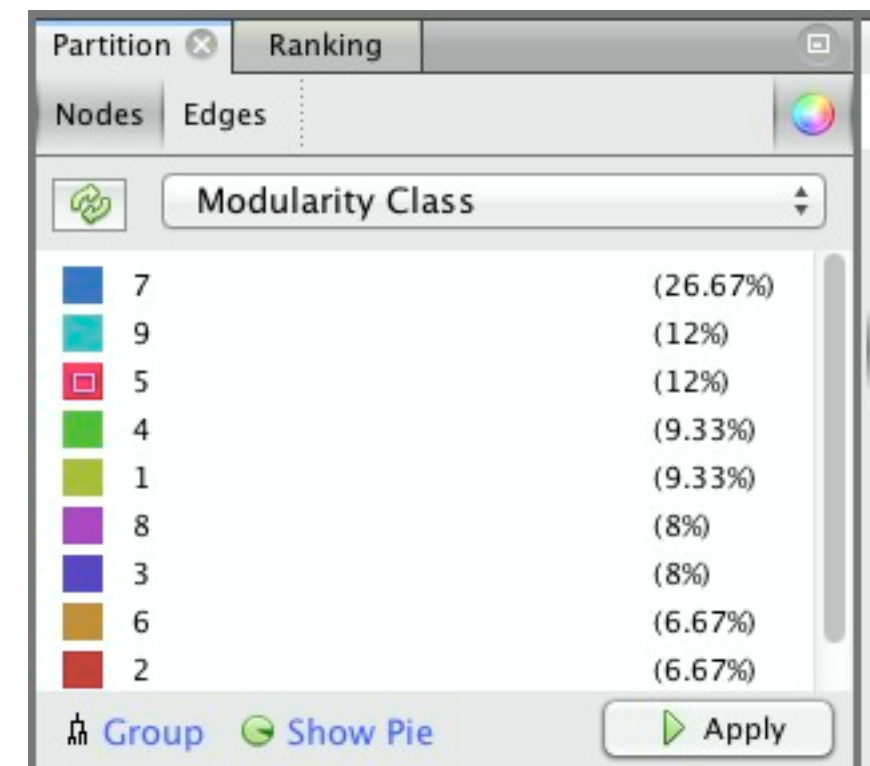 Partition Ranking
Nodes Edges
Modularity Class
7 (26.67%)
9 (12%)
5 (12%)
4 (9.33%)
1 (9.33%)
8 (8%)
3 (8%)
6 (6.67%)
2 (6.67%)
Group Show Pie Apply